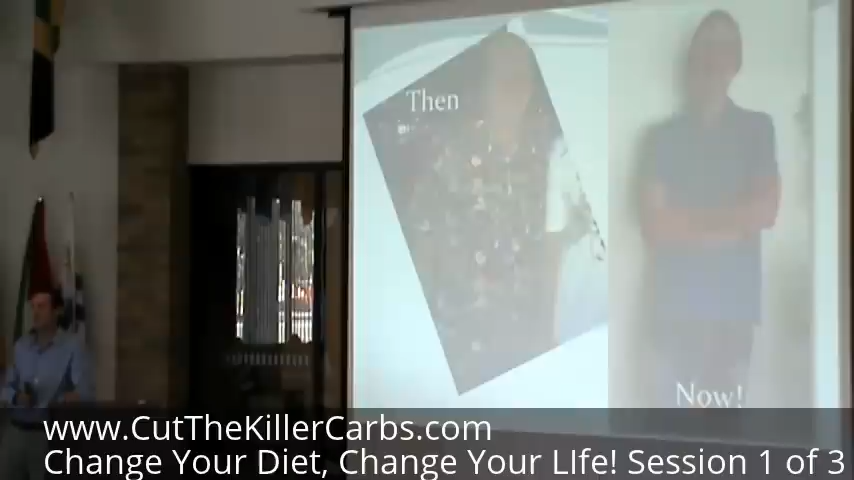 Then
Now!
www.CutTheKillerCarbs.com
Change Your Diet, Change Your LIfe! Session 1 of 3